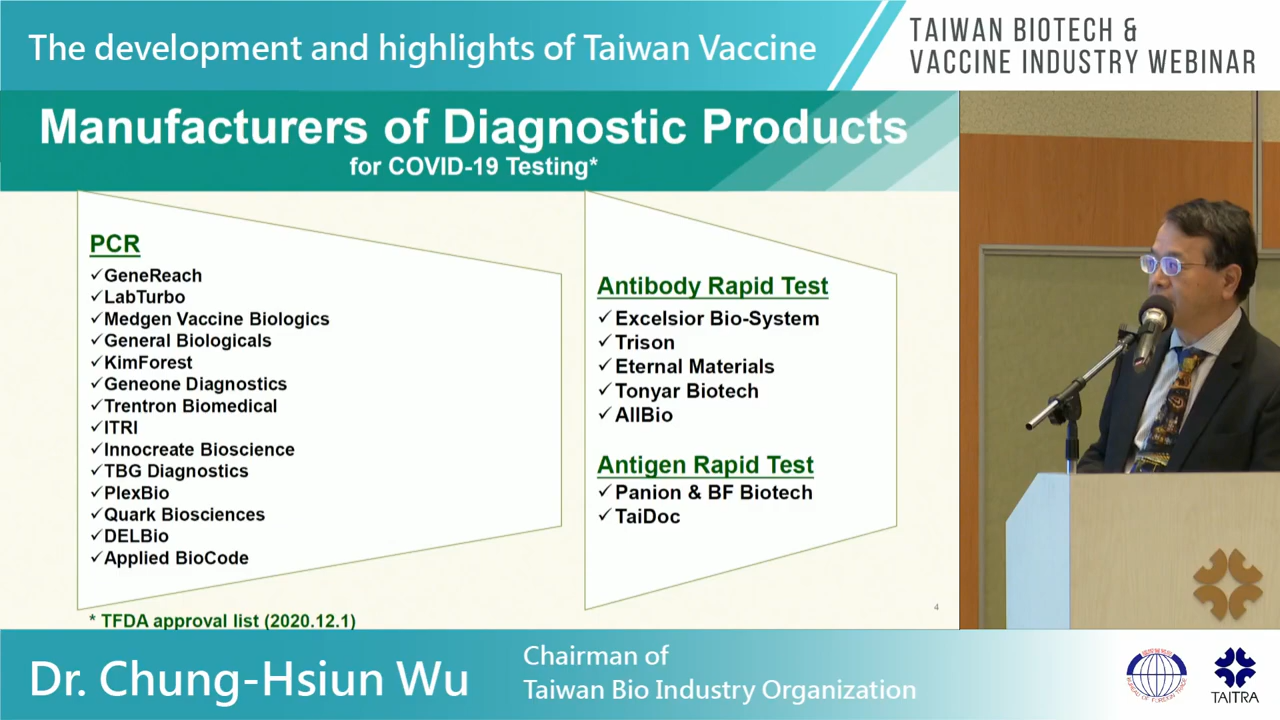 The development and highlights of Taiwan Vaccine
TAIWAN BIOTECH &
VACCINE INDUSTRY WEBINAR
Manufacturers of Diagnostic Products
for COVID-19 Testing*
PCR
✓GeneReach
✓LabTurbo
✓Medgen Vaccine Biologics
✓General Biologicals
✓KimForest
✓Geneone Diagnostics
✓Trentron Biomedical
✓ITRI
✓Innocreate Bioscience
✓TBG Diagnostics
✓PlexBio
✓Quark Biosciences
✓DELBio
✓Applied BioCode
Antibody Rapid Test
✓Excelsior Bio-System
✓Trison
✓Eternal Materials
✓Tonyar Biotech
✓AllBio
Antigen Rapid Test
✓Panion & BF Biotech
✓TaiDoc
* TFDA approval list (2020.12.1)
4
Dr. Chung-Hsiun Wu
Chairman of
Taiwan Bio Industry Organization
BUREAU OF FOREIGN TRADE
TAITRA